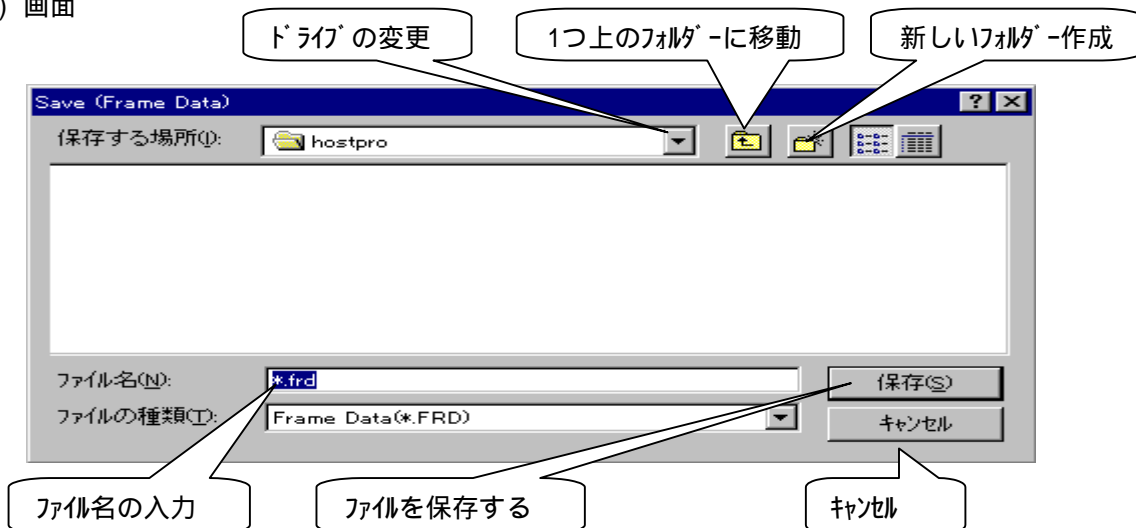 ) 画面
ﾄﾞﾗｲﾌﾞの変更
1つ上のﾌｫﾙﾀﾞｰに移動
新しいﾌｫﾙﾀﾞｰ作成
Save (Frame Data)
保存する場所(I):
hostpro
ファイル名(N):
*.frd
保存(S)
ファイルの種類(T):
Frame Data(*.FRD)
キャンセル
ﾌｧｲﾙ名の入力
ﾌｧｲﾙを保存する
ｷｬﾝｾﾙ